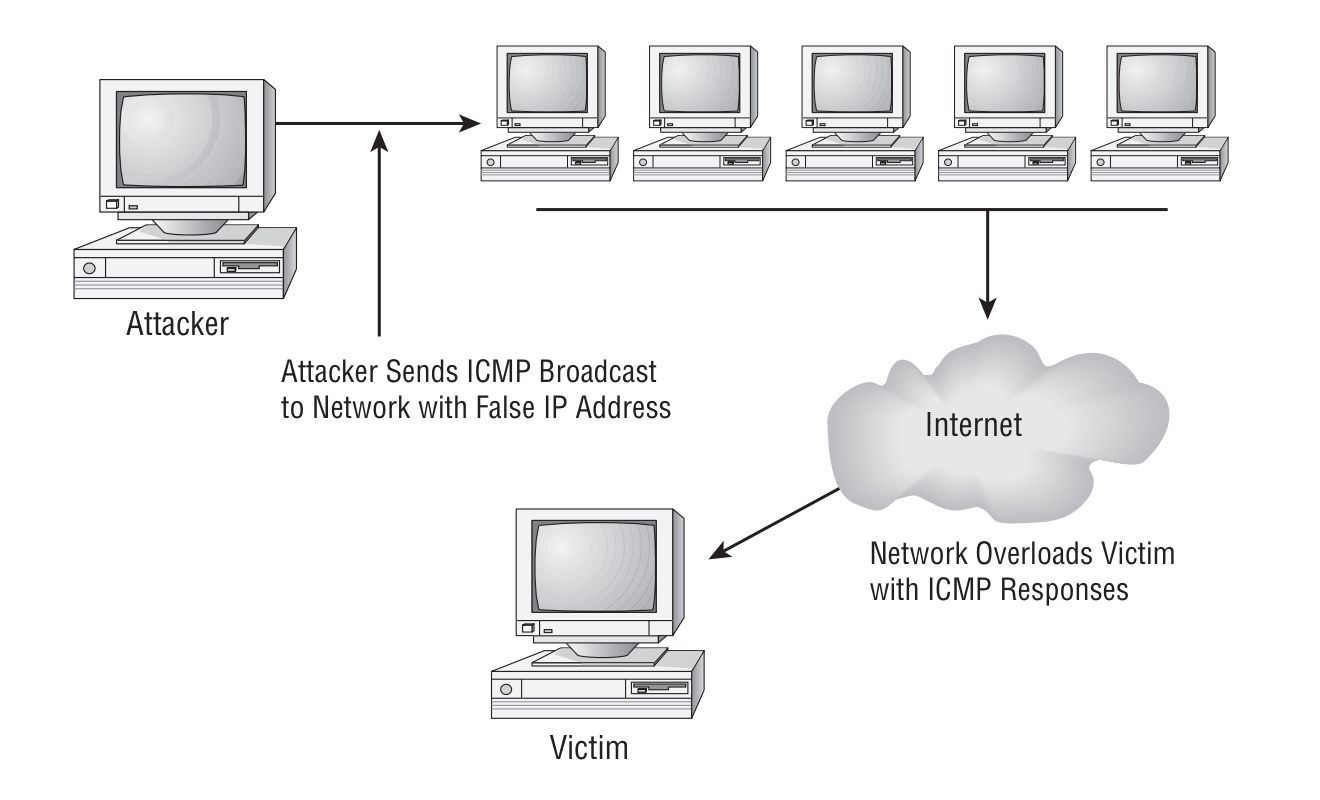 Attacker
Attacker Sends ICMP Broadcast
to Network with False IP Address
Internet
Network Overloads Victim
with ICMP Responses
Victim